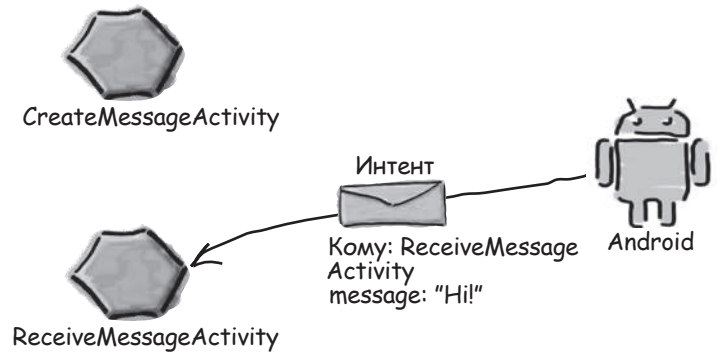 CreateMessageActivity
Интент
Кому: ReceiveMessage
Activity
message: "Hi!"
Android
ReceiveMessageActivity